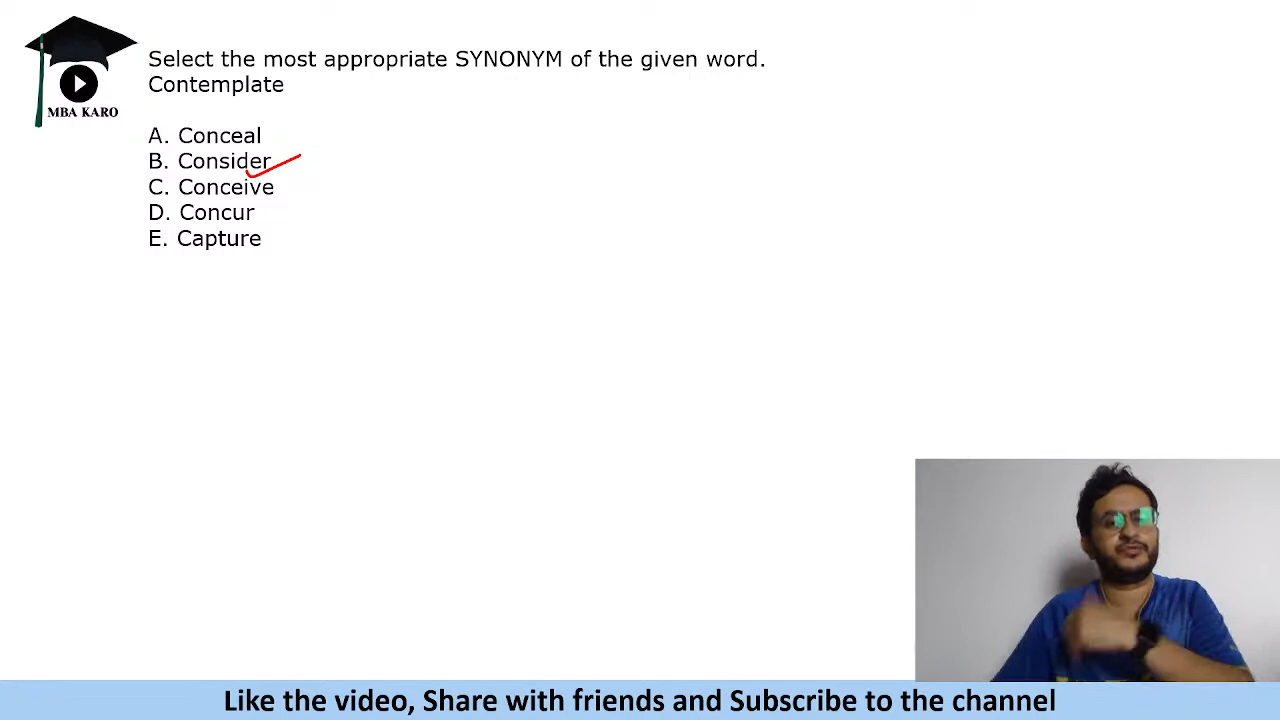 MBA KARO
Select the most appropriate SYNONYM of the given word.
Contemplate
A. Conceal
B. Consider
C. Conceive
D. Concur
E. Capture
Like the video, Share with friends and Subscribe to the channel